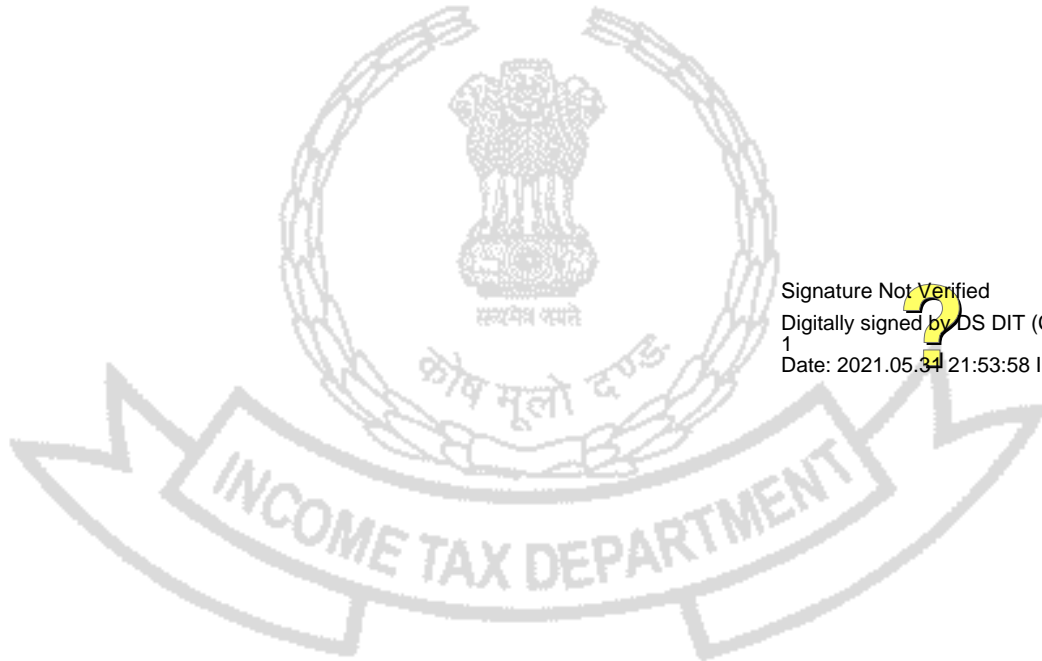 सत्यमेव जयते
कोष मूलो दण्ड:
INCOME TAX DEPARTMENT
Signature Not Verified
Digitally signed by DS DIT (
1
Date: 2021.05.31 21:53:58 I